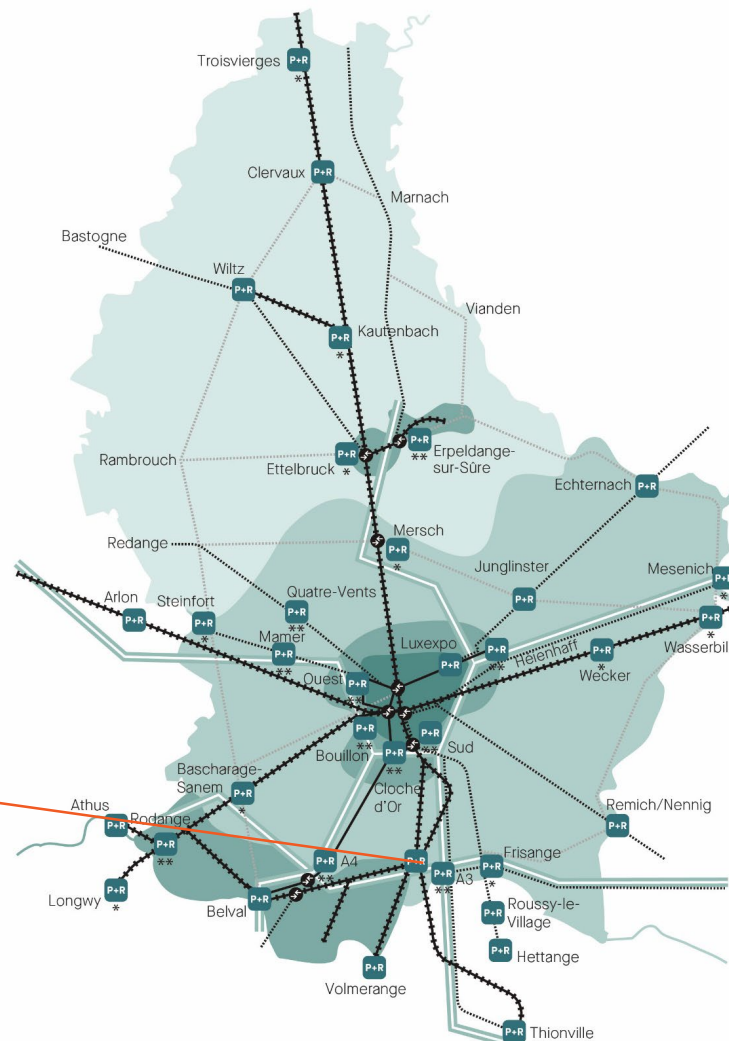 Troisvierges
P+R
*
Clervaux
P+R
Marnach
Bastogne
Wiltz
P+R
Vianden
Kautenbach
P+R
*
Rambrouch
Ettelbruck
P+R
*
P+R
**
Erpeldange-
sur-Sûre
Echternach
P+R
Redange
Mersch
P+R
*
Junglinster
P+R
Mesenich
P+R
*
Arlon
P+R
Steinfort
P+R
*
Quatre-Vents
P+R
**
Mamer
P+R
**
Luxexpo
P+R
P+R
**
Héienhaff
Wecker
P+R
*
P+R
*
Wasserbil
Ouest
P+R
**
Bouillon
P+R
**
P+R
**
Sud
P+R
**
Cloche
d'Or
Bascharage-
Sanem
P+R
*
Remich/Nennig
P+R
Athus
P+R
Rodange
P+R
**
Longwy
P+R
*
P+R
**
A4
P+R
P+R
**
A3
Frisange
P+R
*
Belval
P+R
P+R
Roussy-le-
Village
P+R
Hettange
P+R
Volmerange
P+R
Thionville